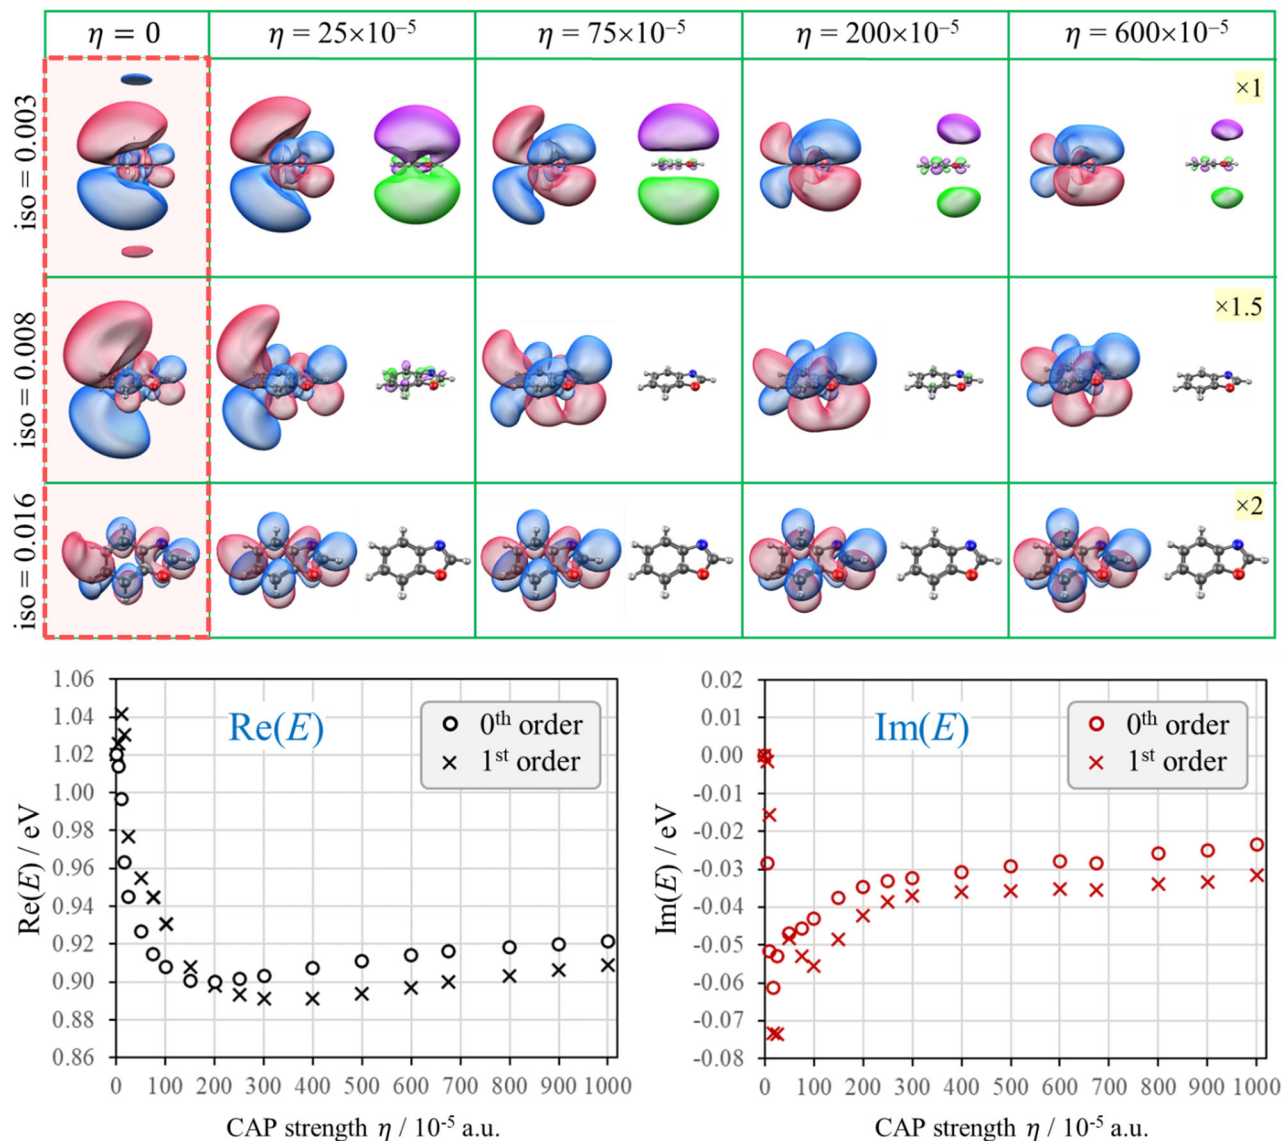 η = 0
η = 25×10⁻⁵
η = 75×10⁻⁵
η = 200×10⁻⁵
η = 600×10⁻⁵
iso = 0.003
×1
iso = 0.008
×1.5
iso = 0.016
×2
Re(E)
0th order
1st order
Re(E) / eV
1.06
1.04
1.02
1.00
0.98
0.96
0.94
0.92
0.90
0.88
0.86
0 100 200 300 400 500 600 700 800 900 1000
CAP strength η / 10⁻⁵ a.u.
Im(E)
0th order
1st order
Im(E) / eV
0.02
0.01
0.00
-0.01
-0.02
-0.03
-0.04
-0.05
-0.06
-0.07
-0.08
0 100 200 300 400 500 600 700 800 900 1000
CAP strength η / 10⁻⁵ a.u.